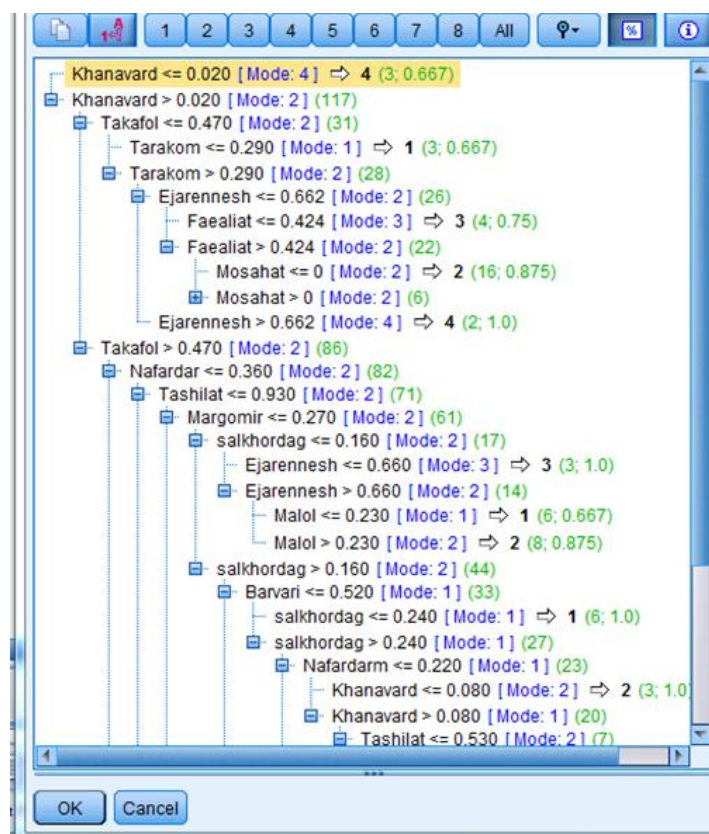 1 2 3 4 5 6 7 8 All %
Khanavard <= 0.020 [Mode: 4] ⇨ 4 (3; 0.667)
Khanavard > 0.020 [Mode: 2] (117)
Takafol <= 0.470 [Mode: 2] (31)
Tarakom <= 0.290 [Mode: 1] ⇨ 1 (3; 0.667)
Tarakom > 0.290 [Mode: 2] (28)
Ejarennesh <= 0.662 [Mode: 2] (26)
Faealiat <= 0.424 [Mode: 3] ⇨ 3 (4; 0.75)
Faealiat > 0.424 [Mode: 2] (22)
Mosahat <= 0 [Mode: 2] ⇨ 2 (16; 0.875)
Mosahat > 0 [Mode: 2] (6)
Ejarennesh > 0.662 [Mode: 4] ⇨ 4 (2; 1.0)
Takafol > 0.470 [Mode: 2] (86)
Nafardar <= 0.360 [Mode: 2] (82)
Tashilat <= 0.930 [Mode: 2] (71)
Margomir <= 0.270 [Mode: 2] (61)
salkhordag <= 0.160 [Mode: 2] (17)
Ejarennesh <= 0.660 [Mode: 3] ⇨ 3 (3; 1.0)
Ejarennesh > 0.660 [Mode: 2] (14)
Malol <= 0.230 [Mode: 1] ⇨ 1 (6; 0.667)
Malol > 0.230 [Mode: 2] ⇨ 2 (8; 0.875)
salkhordag > 0.160 [Mode: 2] (44)
Barvari <= 0.520 [Mode: 1] (33)
salkhordag <= 0.240 [Mode: 1] ⇨ 1 (6; 1.0)
salkhordag > 0.240 [Mode: 1] (27)
Nafardarm <= 0.220 [Mode: 1] (23)
Khanavard <= 0.080 [Mode: 2] ⇨ 2 (3; 1.0
Khanavard > 0.080 [Mode: 1] (20)
Tashilat <= 0.530 [Mode: 2] (7)
OK Cancel